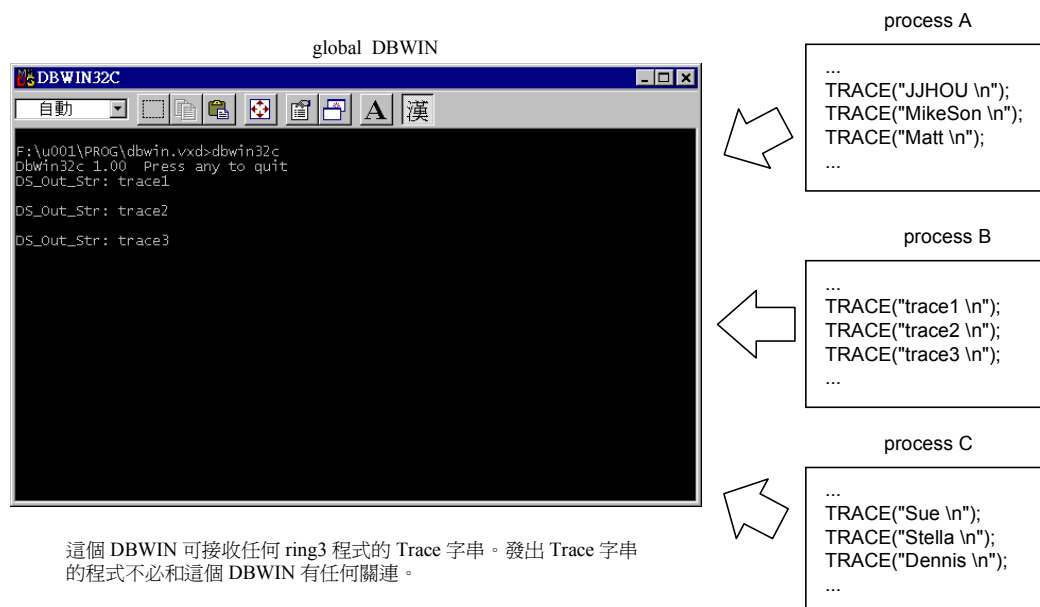 global DBWIN
DBWIN32C
自動
A 漢
F:\u001\PROG\dbwin.vxd>dbwin32c
DbWin32c 1.00  Press any to quit
DS_Out_Str: trace1
DS_Out_Str: trace2
DS_Out_Str: trace3
這個 DBWIN 可接收任何 ring3 程式的 Trace 字串。發出 Trace 字串
的程式不必和這個 DBWIN 有任何關連。
process A
...
TRACE("JJHOU \n");
TRACE("MikeSon \n");
TRACE("Matt \n");
...
process B
...
TRACE("trace1 \n");
TRACE("trace2 \n");
TRACE("trace3 \n");
...
process C
...
TRACE("Sue \n");
TRACE("Stella \n");
TRACE("Dennis \n");
...